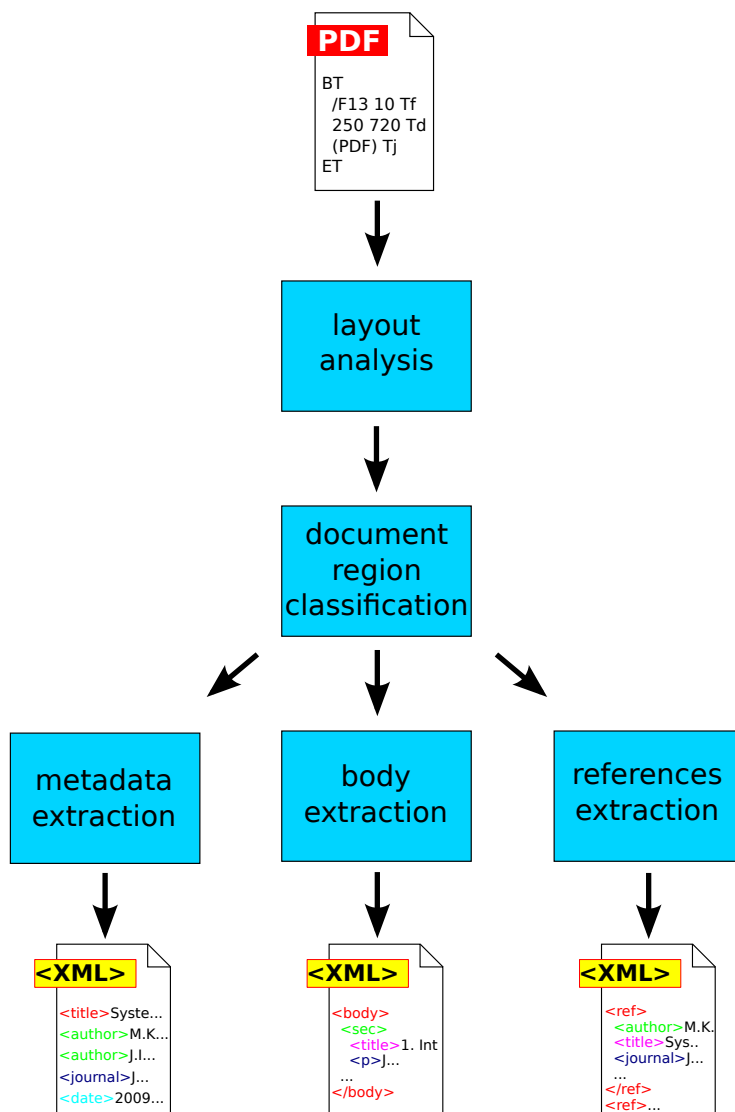 PDF
BT
/F13 10 Tf
250 720 Td
(PDF) Tj
ET
layout
analysis
document
region
classification
metadata
extraction
body
extraction
references
extraction
<XML>
<title>Syste...
<author>M.K...
<author>J.I...
<journal>J...
<date>2009...
<XML>
<body>
<sec>
<title>1. Int
<p>J...
...
</body>
<XML>
<ref>
<author>M.K.
<title>Sys..
<journal>J...
...
</ref>
<ref>...